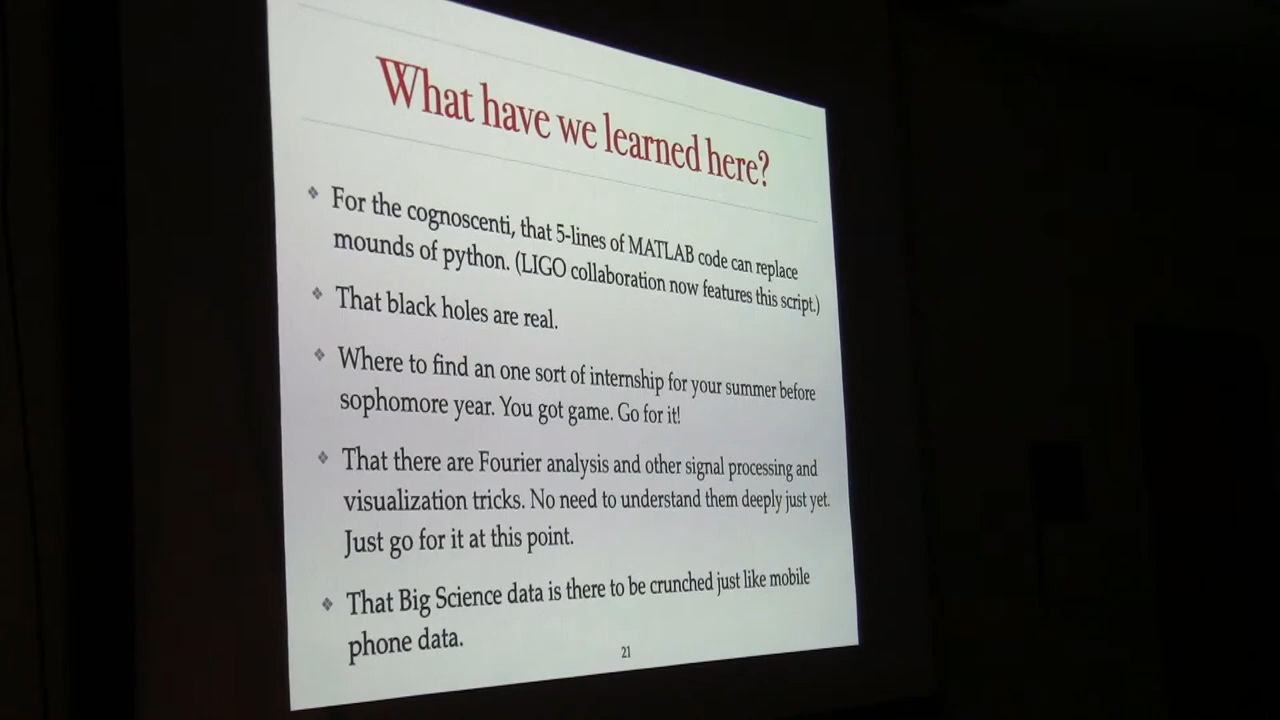 What have we learned here?
❖ For the cognoscenti, that 5-lines of MATLAB code can replace
mounds of python. (LIGO collaboration now features this script.)
❖ That black holes are real.
❖ Where to find an one sort of internship for your summer before
sophomore year. You got game. Go for it!
❖ That there are Fourier analysis and other signal processing and
visualization tricks. No need to understand them deeply just yet.
Just go for it at this point.
❖ That Big Science data is there to be crunched just like mobile
phone data.
21